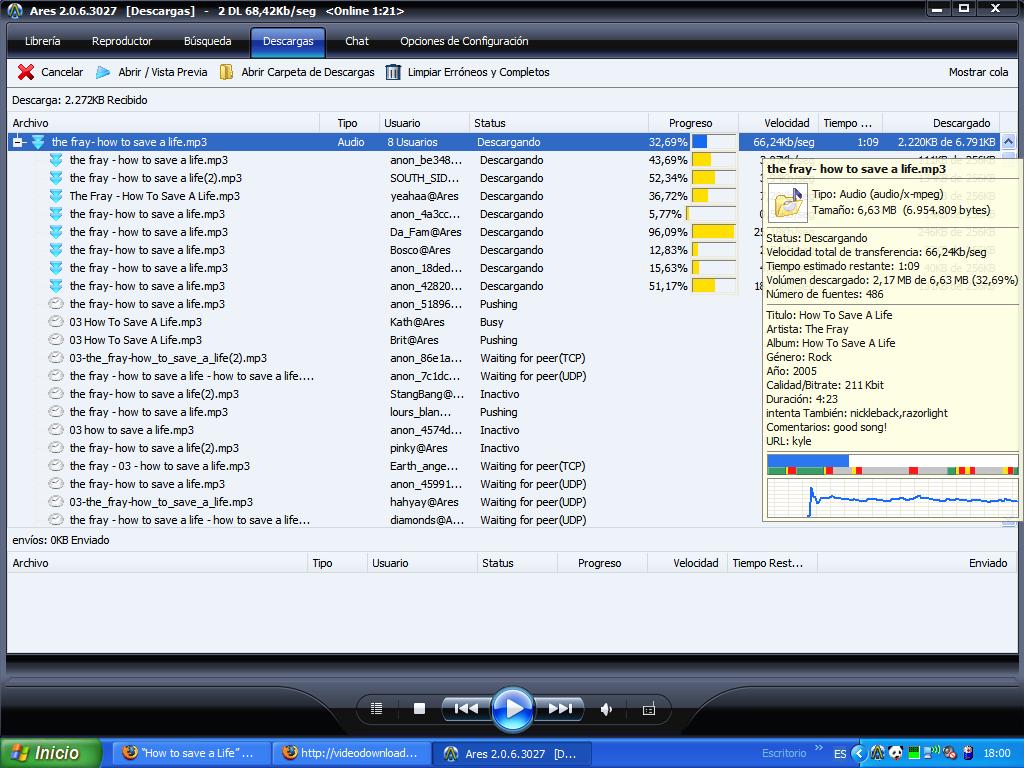 Ares 2.0.6.3027 [Descargas] - 2 DL 68,42Kb/seg <Online 1:21>
Librería Reproductor Búsqueda Descargas Chat Opciones de Configuración
Cancelar Abrir / Vista Previa Abrir Carpeta de Descargas Limpiar Erróneos y Completos Mostrar cola
Descarga: 2.272KB Recibido
Archivo Tipo Usuario Status Progreso Velocidad Tiempo ... Descargado
the fray- how to save a life.mp3 Audio 8 Usuarios Descargando 32,69% 66,24Kb/seg 1:09 2.220KB de 6.791KB
the fray - how to save a life.mp3 anon_be348... Descargando 43,69%
the fray - how to save a life(2).mp3 SOUTH_SID... Descargando 52,34%
The Fray - How To Save A Life.mp3 yeahaa@Ares Descargando 36,72%
the fray - how to save a life.mp3 anon_4a3cc... Descargando 5,77%
the fray - how to save a life.mp3 Da_Fam@Ares Descargando 96,09%
the fray - how to save a life.mp3 Bosco@Ares Descargando 12,83%
the fray - how to save a life.mp3 anon_18ded... Descargando 15,63%
the fray - how to save a life.mp3 anon_42820... Descargando 51,17%
the fray - how to save a life.mp3 anon_51896... Pushing
03 How To Save A Life.mp3 Kath@Ares Busy
03 How To Save A Life.mp3 Brit@Ares Pushing
03-the_fray-how_to_save_a_life(2).mp3 anon_86e1a... Waiting for peer(TCP)
the fray - how to save a life - how to save a life.... anon_7c1dc... Waiting for peer(UDP)
the fray - how to save a life(2).mp3 StangBang@... Inactivo
the fray - how to save a life.mp3 lours_blan... Pushing
03 how to save a life.mp3 anon_4574d... Inactivo
the fray - how to save a life(2).mp3 pinky@Ares Inactivo
the fray - 03 - how to save a life.mp3 Earth_ange... Waiting for peer(TCP)
the fray - how to save a life.mp3 anon_45991... Waiting for peer(UDP)
03-the_fray-how_to_save_a_life.mp3 hahyay@Ares Waiting for peer(UDP)
the fray - how to save a life - how to save a life... diamonds@A... Waiting for peer(UDP)
the fray- how to save a life.mp3
Tipo: Audio (audio/x-mpeg)
Tamaño: 6,63 MB (6.954.809 bytes)
Status: Descargando
Velocidad total de transferencia: 66,24Kb/seg
Tiempo estimado restante: 1:09
Volúmen descargado: 2,17 MB de 6,63 MB (32,69%)
Número de fuentes: 486
Titulo: How To Save A Life
Artista: The Fray
Album: How To Save A Life
Género: Rock
Año: 2005
Calidad/Bitrate: 211 Kbit
Duración: 4:23
intenta También: nickleback,razorlight
Comentarios: good song!
URL: kyle
envíos: 0KB Enviado
Archivo Tipo Usuario Status Progreso Velocidad Tiempo Rest... Enviado
Inicio "How to save a Life" ... http://videodownload... Ares 2.0.6.3027 [D... Escritorio » ES 18:00